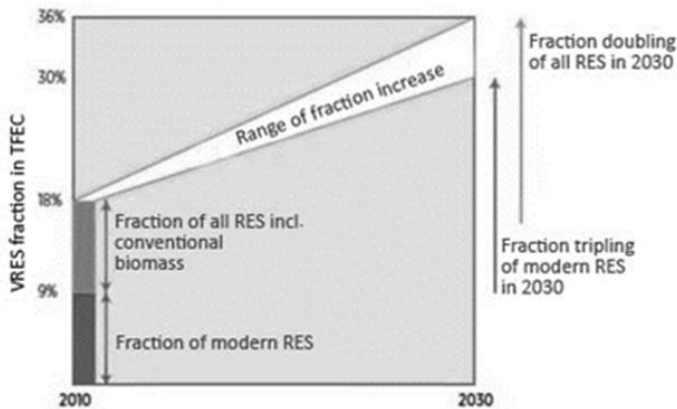 36%
30%
18%
9%
VRES fraction in TFEC
Range of fraction increase
Fraction of all RES incl.
conventional
biomass
Fraction of modern RES
2010
2030
Fraction doubling
of all RES in 2030
Fraction tripling
of modern RES
in 2030